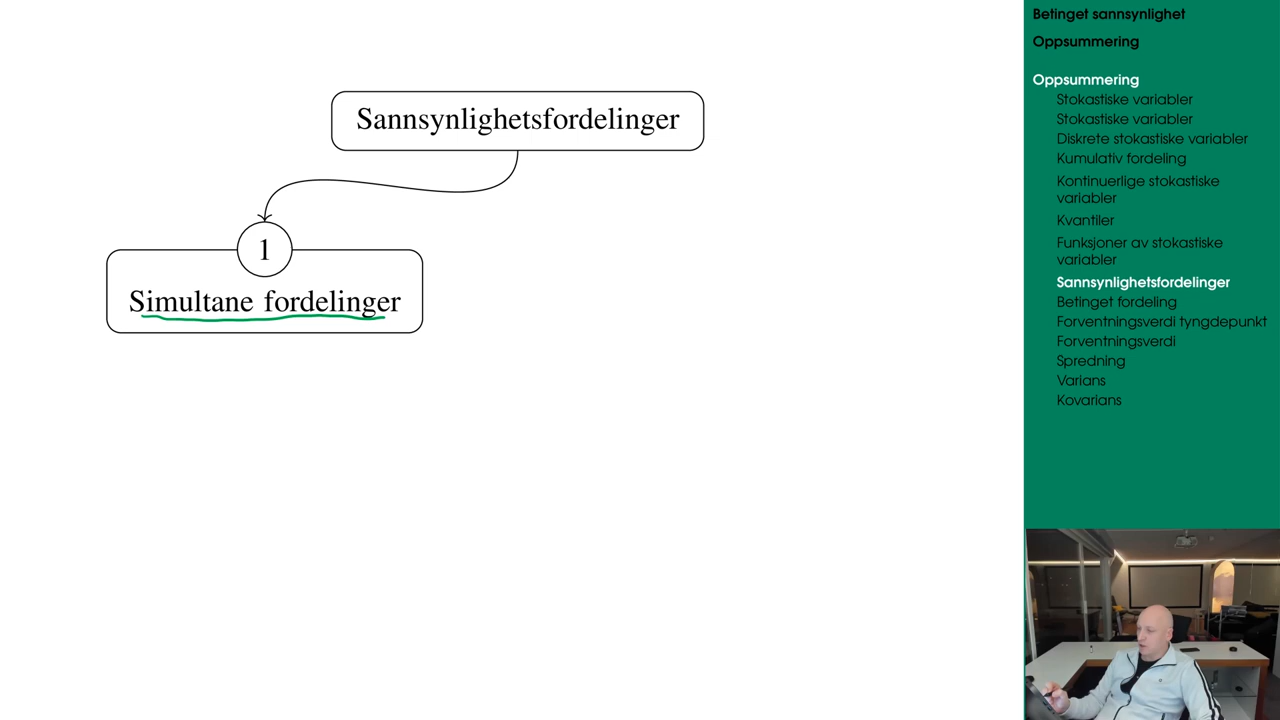 Sannsynlighetsfordelinger
1
Simultane fordelinger
Betinget sannsynlighet
Oppsummering
Oppsummering
Stokastiske variabler
Stokastiske variabler
Diskrete stokastiske variabler
Kumulativ fordeling
Kontinuerlige stokastiske
variabler
Kvantiler
Funksjoner av stokastiske
variabler
Sannsynlighetsfordelinger
Betinget fordeling
Forventningsverdi tyngdepunkt
Forventningsverdi
Spredning
Varians
Kovarians